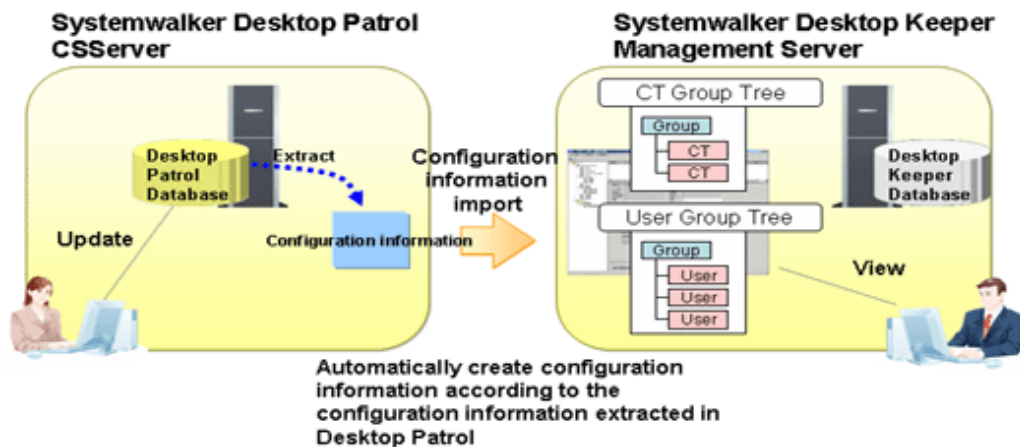 Systemwalker Desktop Patrol
CSServer
Systemwalker Desktop Keeper
Management Server
Desktop
Patrol
Database
Extract
Configuration information
Update
Configuration
information
import
CT Group Tree
Group
CT
CT
User Group Tree
Group
User
User
User
Desktop
Keeper
Database
View
Automatically create configuration
information according to the
configuration information extracted in
Desktop Patrol